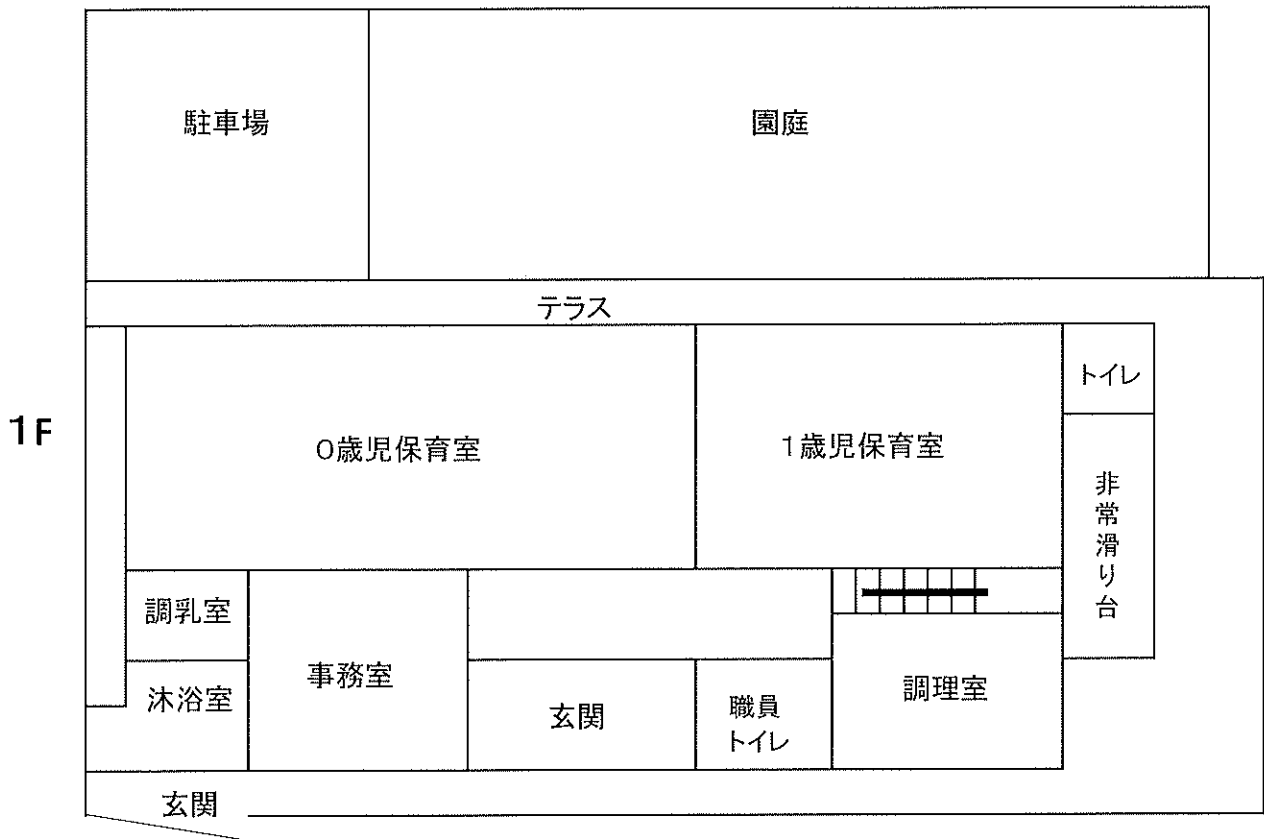 駐車場
園庭
テラス
1F
0歳児保育室
1歳児保育室
トイレ
非常滑り台
調乳室
沐浴室
事務室
玄関
職員
トイレ
調理室
玄関